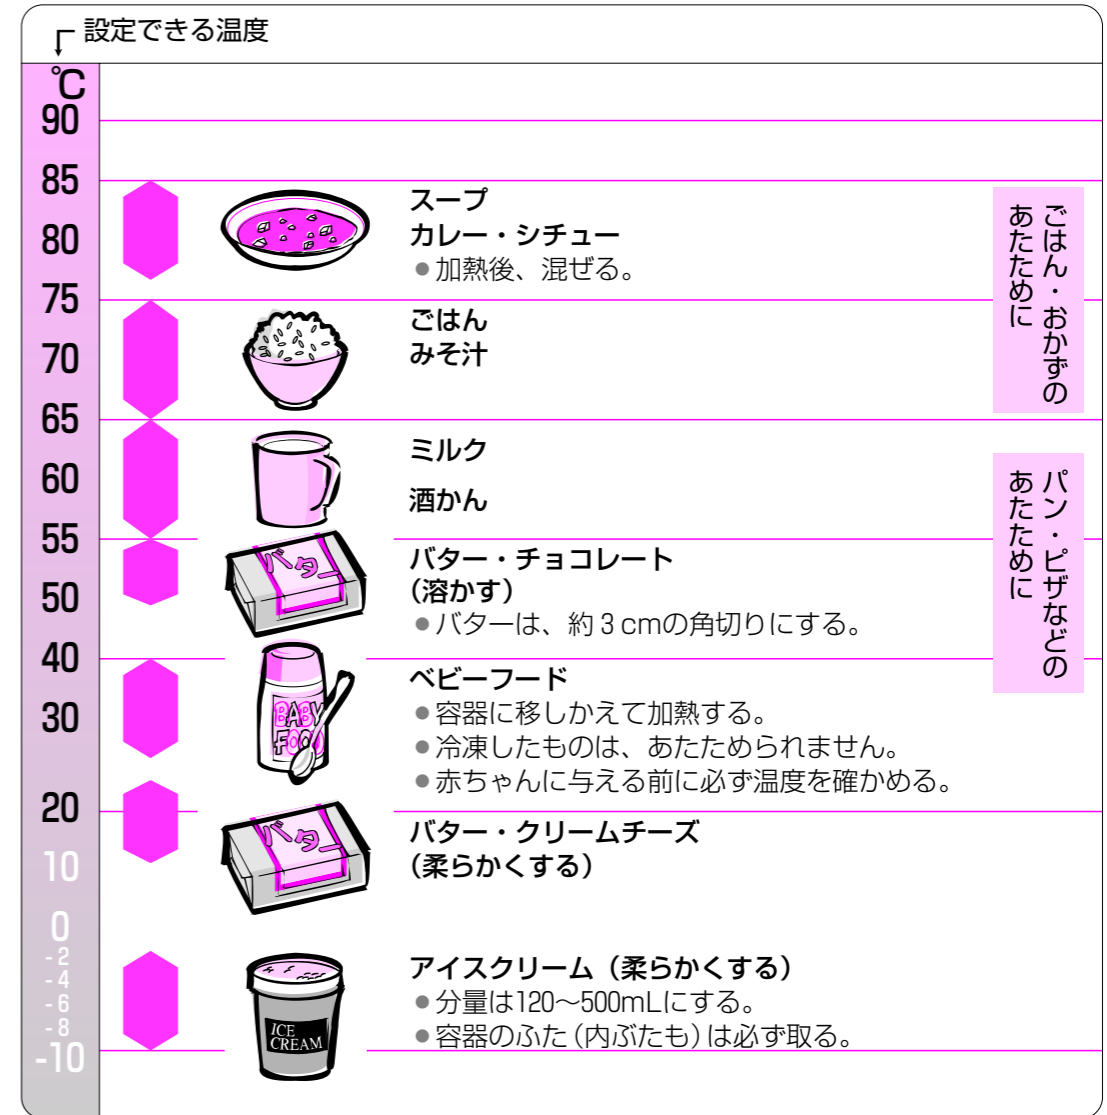 設定できる温度
℃
90
85
80
75
70
65
60
55
50
40
30
20
10
0
-2
-4
-6
-8
-10
スープ
カレー・シチュー
●加熱後、混ぜる。
ごはん
みそ汁
ミルク
酒かん
バター
バター・チョコレート
(溶かす)
●バターは、約3cmの角切りにする。
BABY
FOOD
ベビーフード
●容器に移しかえて加熱する。
●冷凍したものは、あたためられません。
●赤ちゃんに与える前に必ず温度を確かめる。
バター
バター・クリームチーズ
(柔らかくする)
ICE
CREAM
アイスクリーム(柔らかくする)
●分量は120〜500mLにする。
●容器のふた(内ぶたも)は必ず取る。
ごはん・おかずの
あたために
パン・ピザなどの
あたために